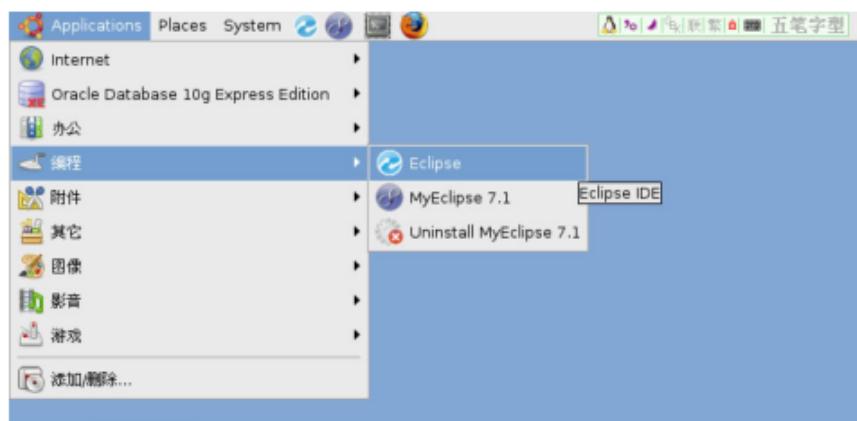 Applications Places System 五笔字型
Internet
Oracle Database 10g Express Edition
办公
编程
Eclipse
Eclipse IDE
附件
MyEclipse 7.1
其它
Uninstall MyEclipse 7.1
图像
影音
游戏
添加/删除...